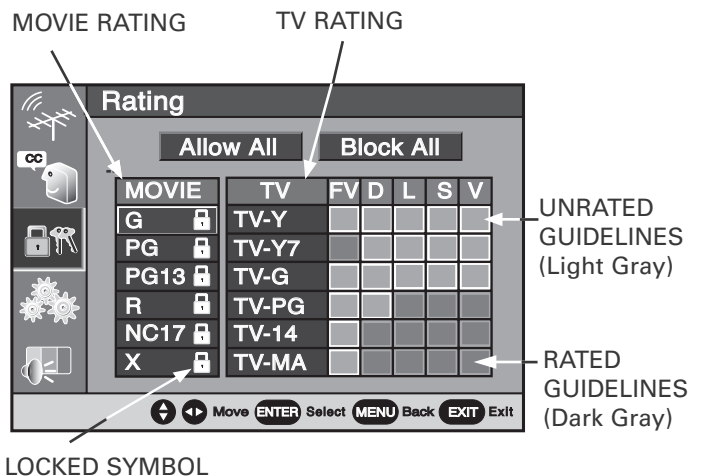 MOVIE RATING
TV RATING
Rating
CC
Allow All
Block All
MOVIE TV FV D L S V
G TV-Y
PG TV-Y7
PG13 TV-G
R TV-PG
NC17 TV-14
X TV-MA
UNRATED
GUIDELINES
(Light Gray)
RATED
GUIDELINES
(Dark Gray)
Move ENTER Select MENU Back EXIT Exit
LOCKED SYMBOL